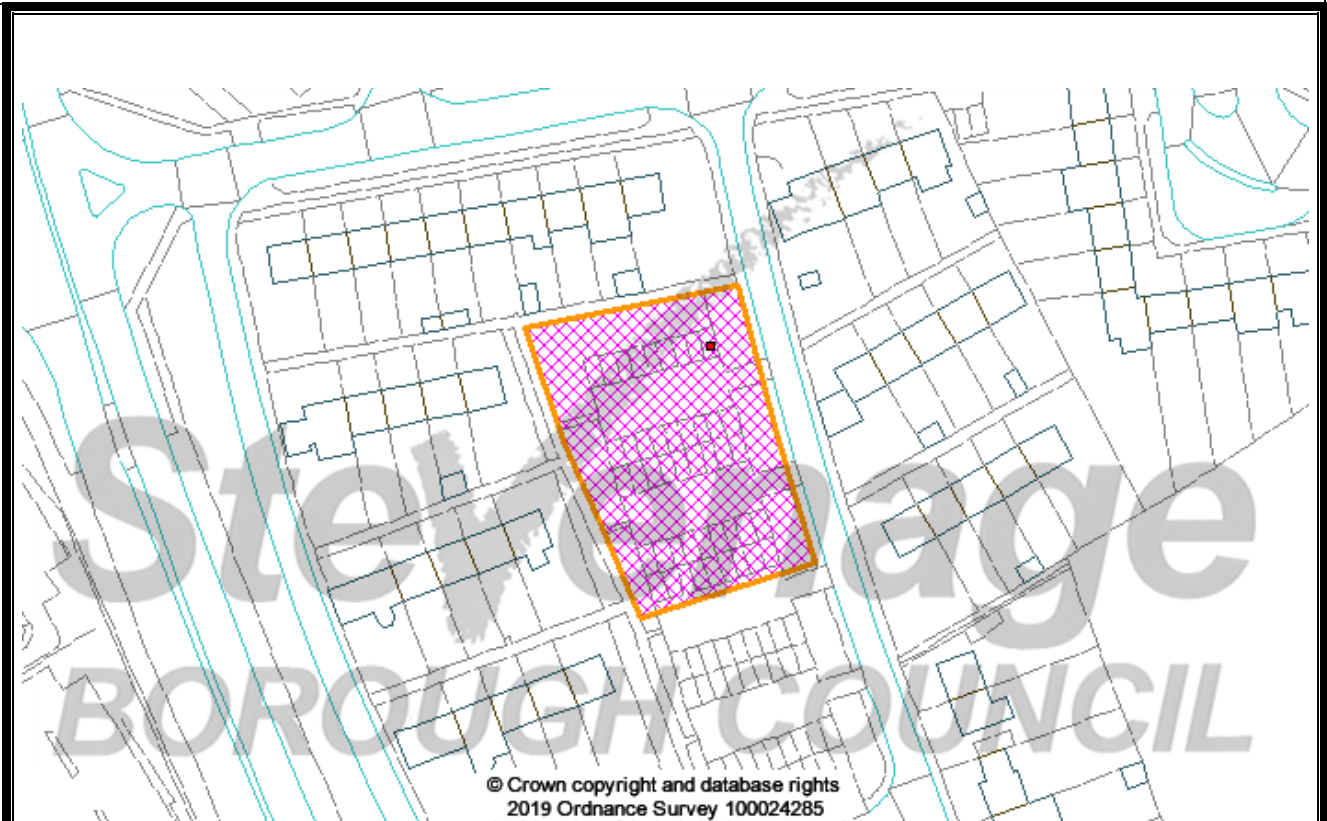 Stevenage
BOROUGH COUNCIL
© Crown copyright and database rights
2019 Ordnance Survey 100024285